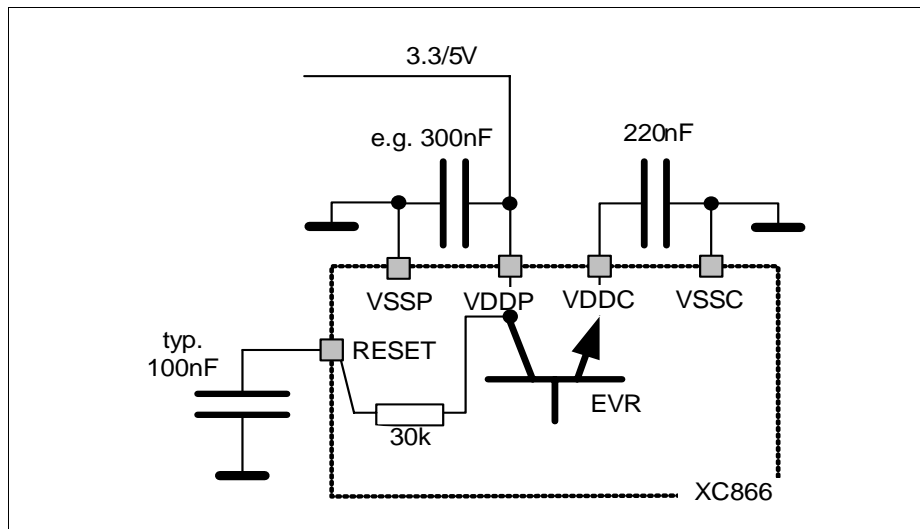 3.3/5V
e.g. 300nF
220nF
VSSP
VDDP
VDDC
VSSC
typ.
100nF
RESET
30k
EVR
XC866